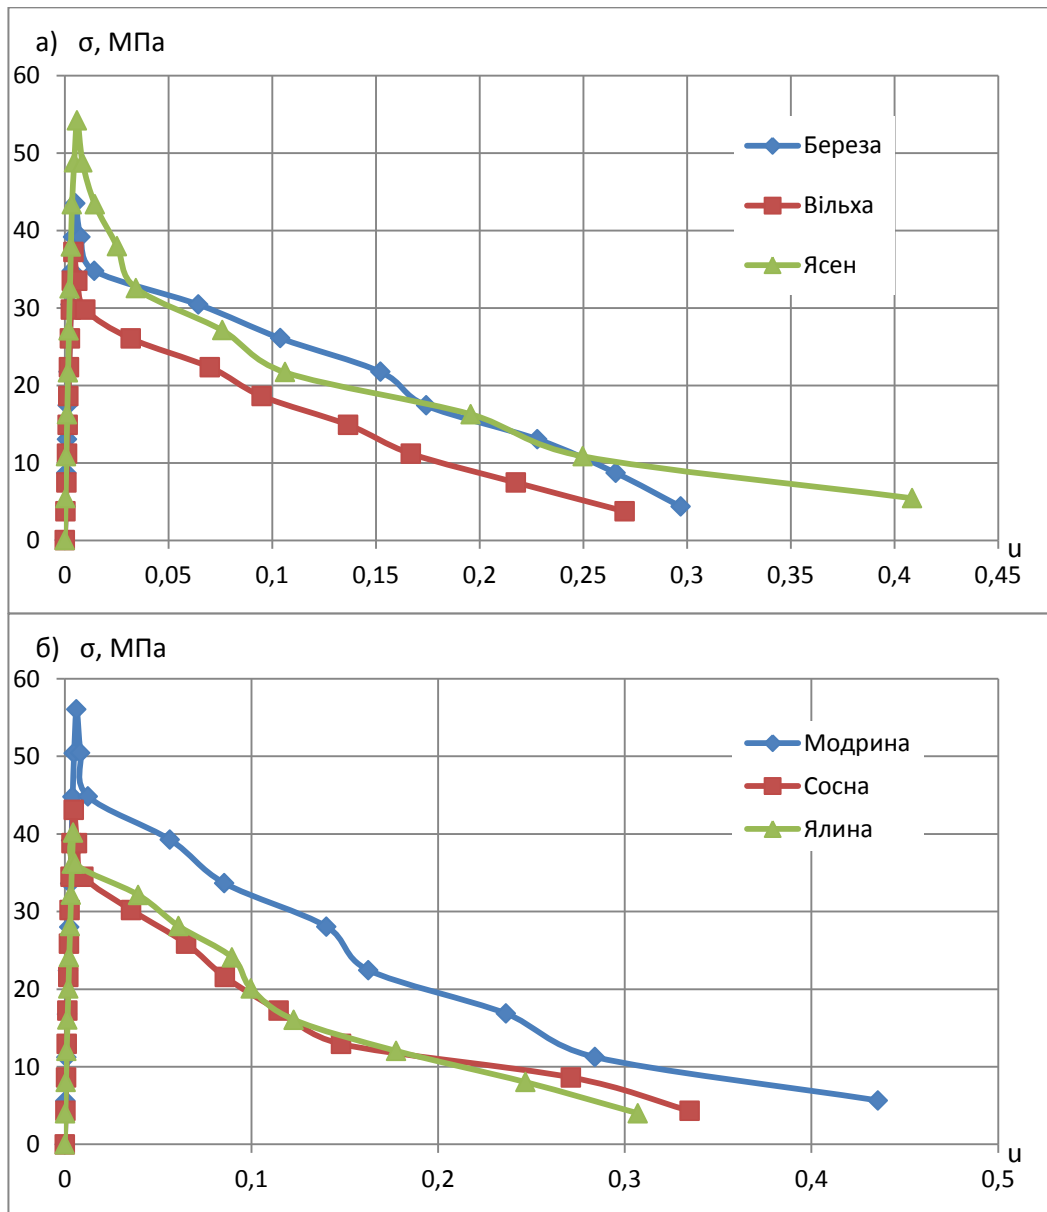 а) σ, МПа
60
50
40
30
20
10
0
Береза
Вільха
Ясен
0 0,05 0,1 0,15 0,2 0,25 0,3 0,35 0,4 0,45
u
б) σ, МПа
60
50
40
30
20
10
0
Модрина
Сосна
Ялина
0 0,1 0,2 0,3 0,4 0,5
u